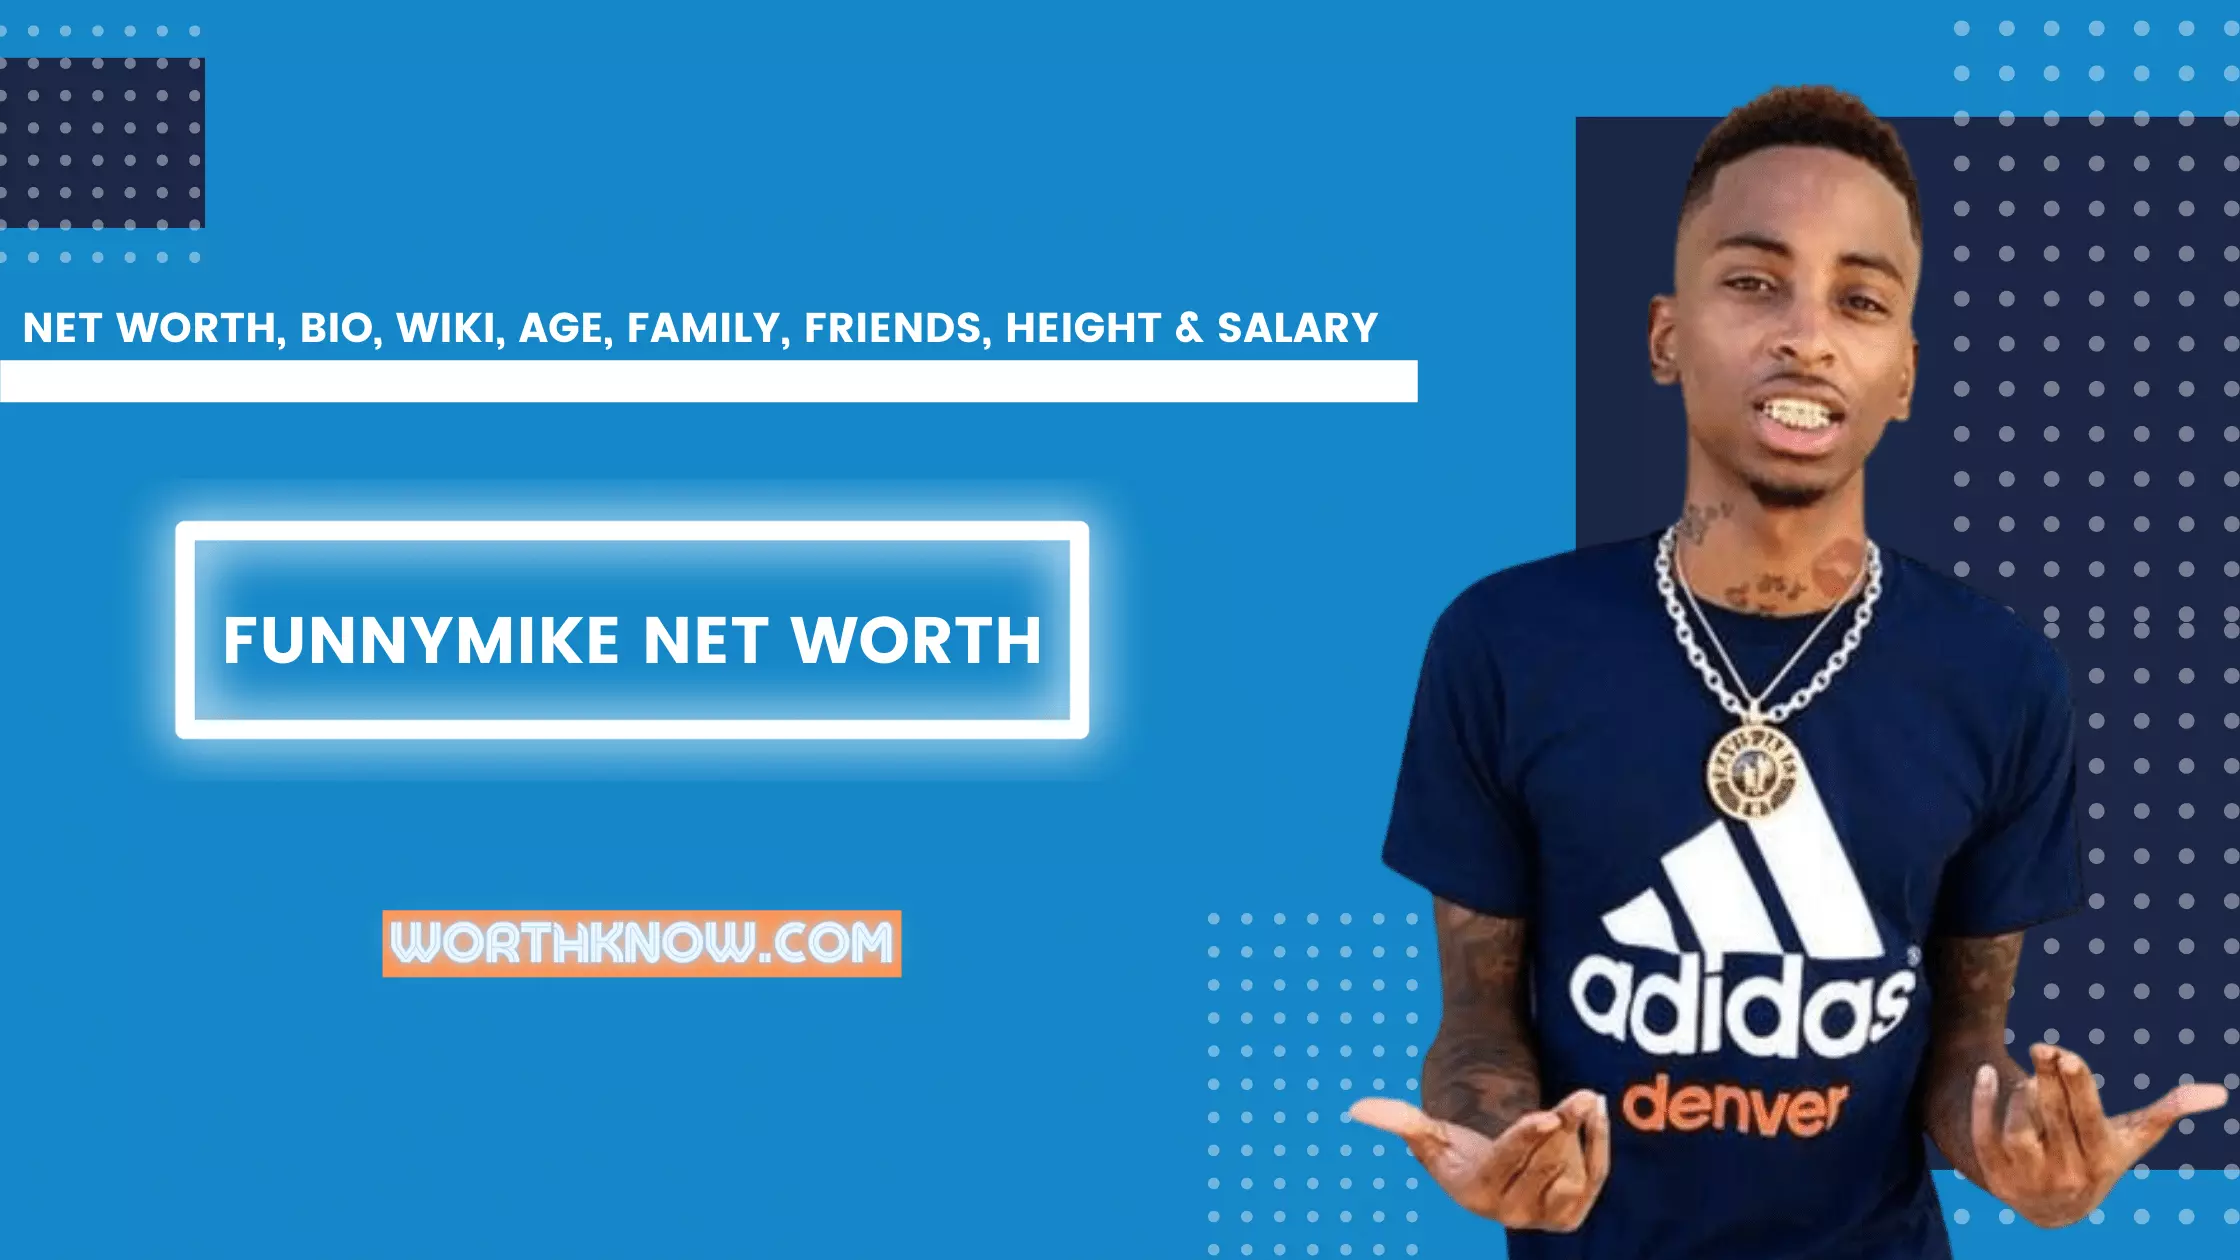 NET WORTH, BIO, WIKI, AGE, FAMILY, FRIENDS, HEIGHT & SALARY
FUNNYMIKE NET WORTH
WORTHKNOW.COM
adidas®
denver